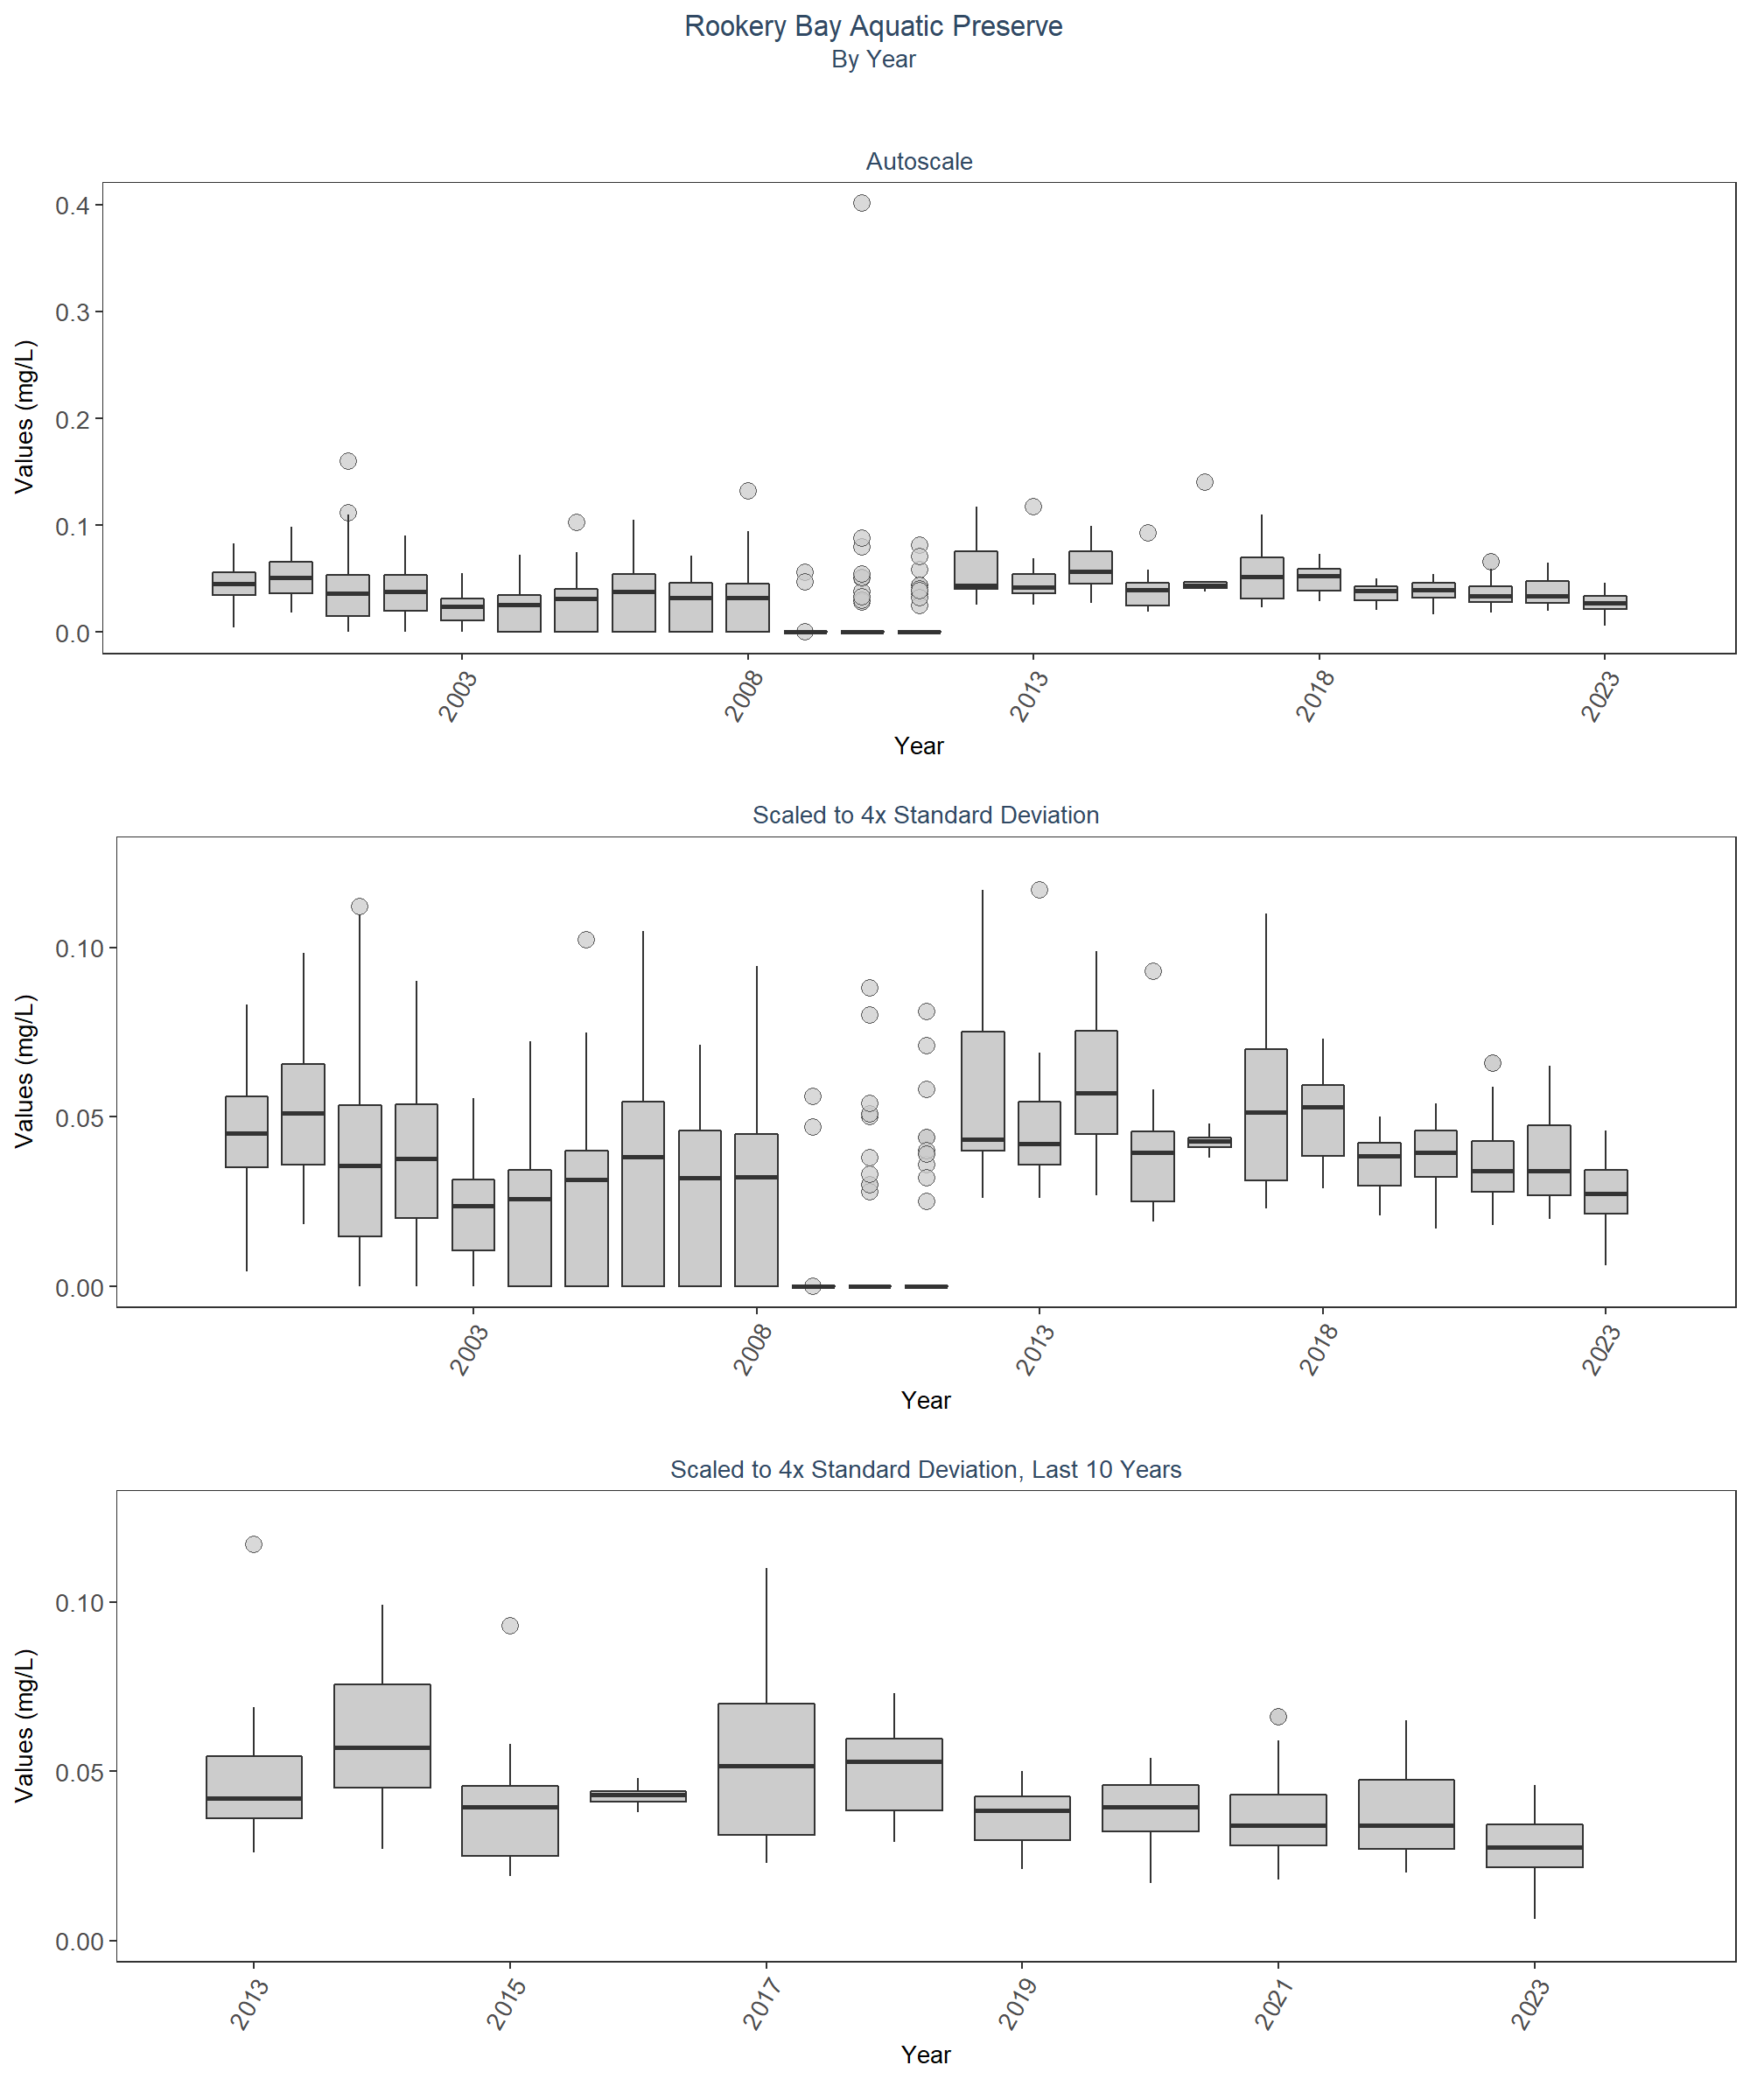 Rookery Bay Aquatic Preserve
By Year
Autoscale
Values (mg/L)
0.4
0.3
0.2
0.1
0.0
2003 2008 2013 2018 2023
Year
Scaled to 4x Standard Deviation
Values (mg/L)
0.10
0.05
0.00
2003 2008 2013 2018 2023
Year
Scaled to 4x Standard Deviation, Last 10 Years
Values (mg/L)
0.10
0.05
0.00
2013 2015 2017 2019 2021 2023
Year